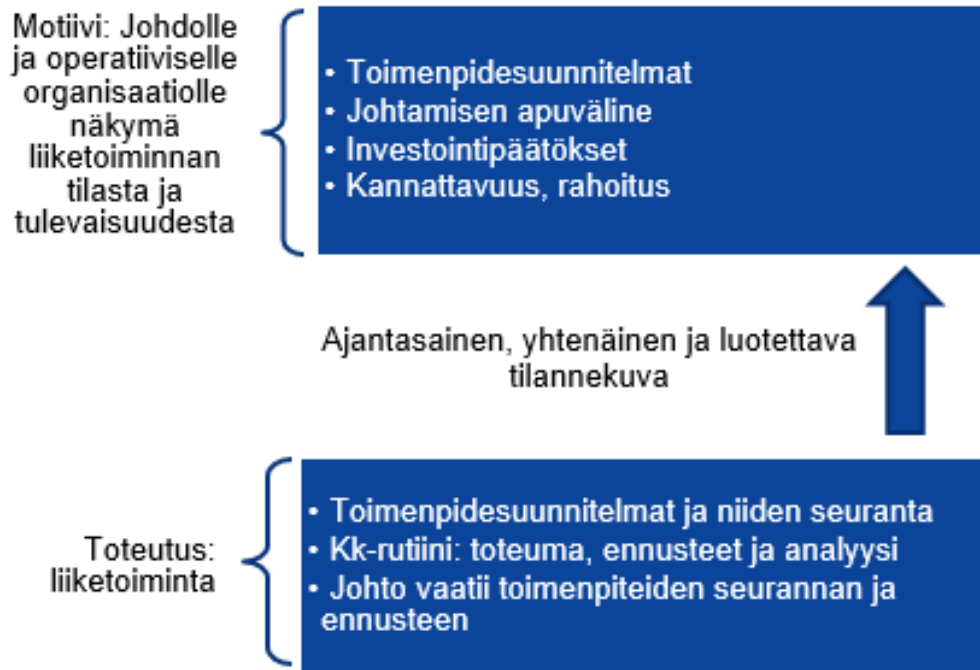 Motiivi: Johdolle
ja operatiiviselle
organisaatiolle
näkymä
liiketoiminnan
tilasta ja
tulevaisuudesta
• Toimenpidesuunnitelmat
• Johtamisen apuväline
• Investointipäätökset
• Kannattavuus, rahoitus
Ajantasainen, yhtenäinen ja luotettava
tilannekuva
Toteutus:
liiketoiminta
• Toimenpidesuunnitelmat ja niiden seuranta
• Kk-rutiini: toteuma, ennusteet ja analyysi
• Johto vaatii toimenpiteiden seurannan ja
ennusteen